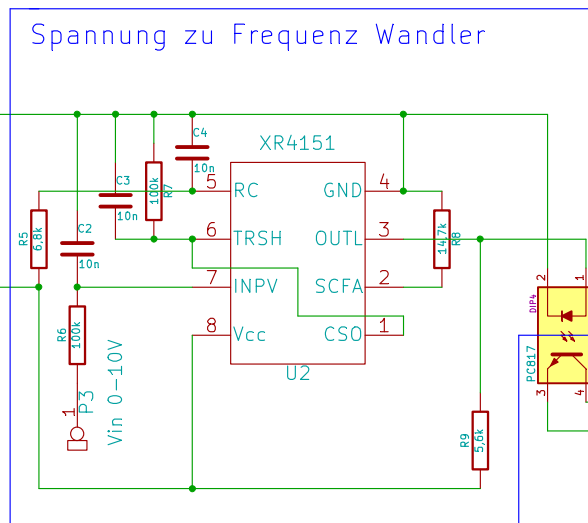 Spannung zu Frequenz Wandler
XR4151
C4
10n
C3
10n
100k
R7
5
RC
GND
4
R5
6,8k
C2
10n
6
TRSH
OUTL
3
14,7k
R8
7
INPV
SCFA
2
R6
100k
8
Vcc
CSO
1
U2
1
P3
Vin 0-10V
R9
5,6k
2
1
DIP4
PC817
3
4